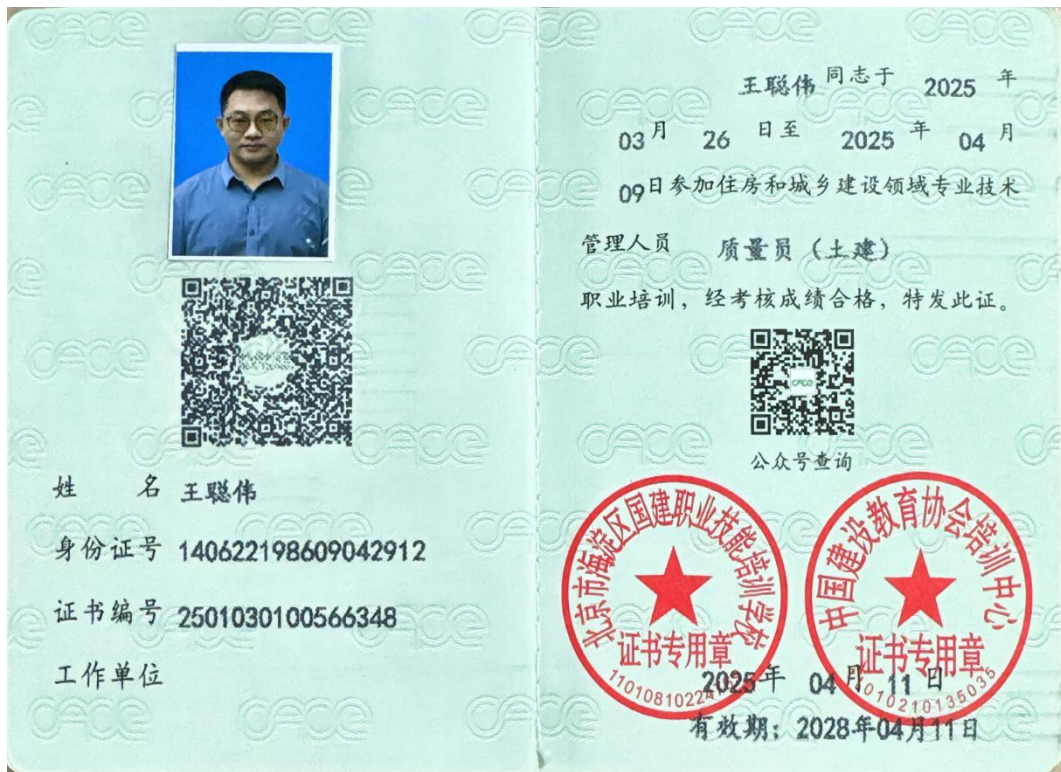 姓 名 王聪伟
身份证号 140622198609042912
证书编号 2501030100566348
工作单位
王聪伟 同志于 2025 年
03 月 26 日至 2025 年 04 月
09 日参加住房和城乡建设领域专业技术
管理人员 质量员（土建）
职业培训，经考核成绩合格，特发此证。
CACE
公众号查询
北京市海淀区国建职业技能培训学校
证书专用章
中国建设教育协会培训中心
证书专用章
2025 年 04 月 11 日
有效期：2028年04月11日